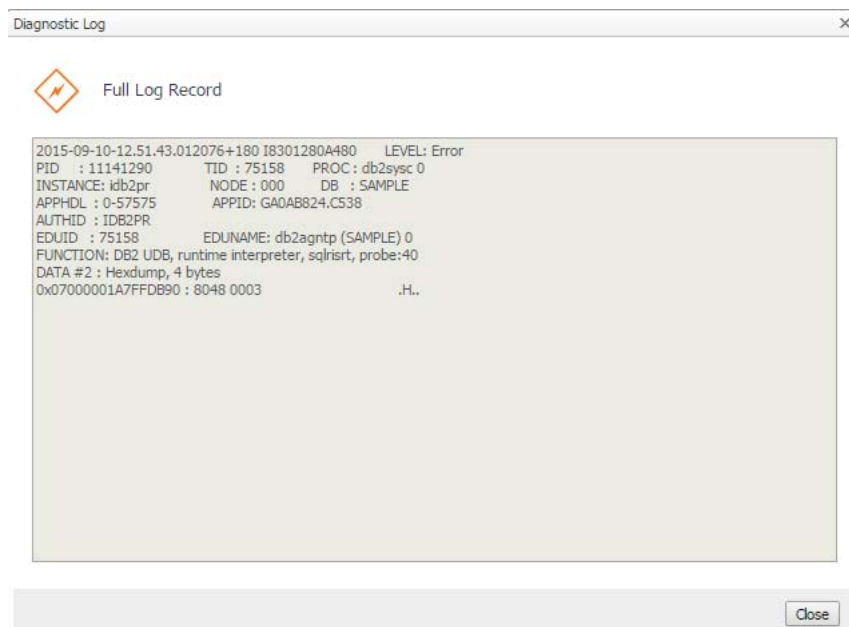 Diagnostic Log
Full Log Record
2015-09-10-12.51.43.012076+180 I8301280A480 LEVEL: Error
PID : 11141290 TID : 75158 PROC : db2sysc 0
INSTANCE: idb2pr NODE : 000 DB : SAMPLE
APPHDL : 0-57575 APPID: GA0AB824.C538
AUTHID : IDB2PR
EDUID : 75158 EDUNAME: db2agntp (SAMPLE) 0
FUNCTION: DB2 UDB, runtime interpreter, sqlrisrt, probe:40
DATA #2 : Hexdump, 4 bytes
0x07000001A7FFDB90 : 8048 0003 .H..
Close